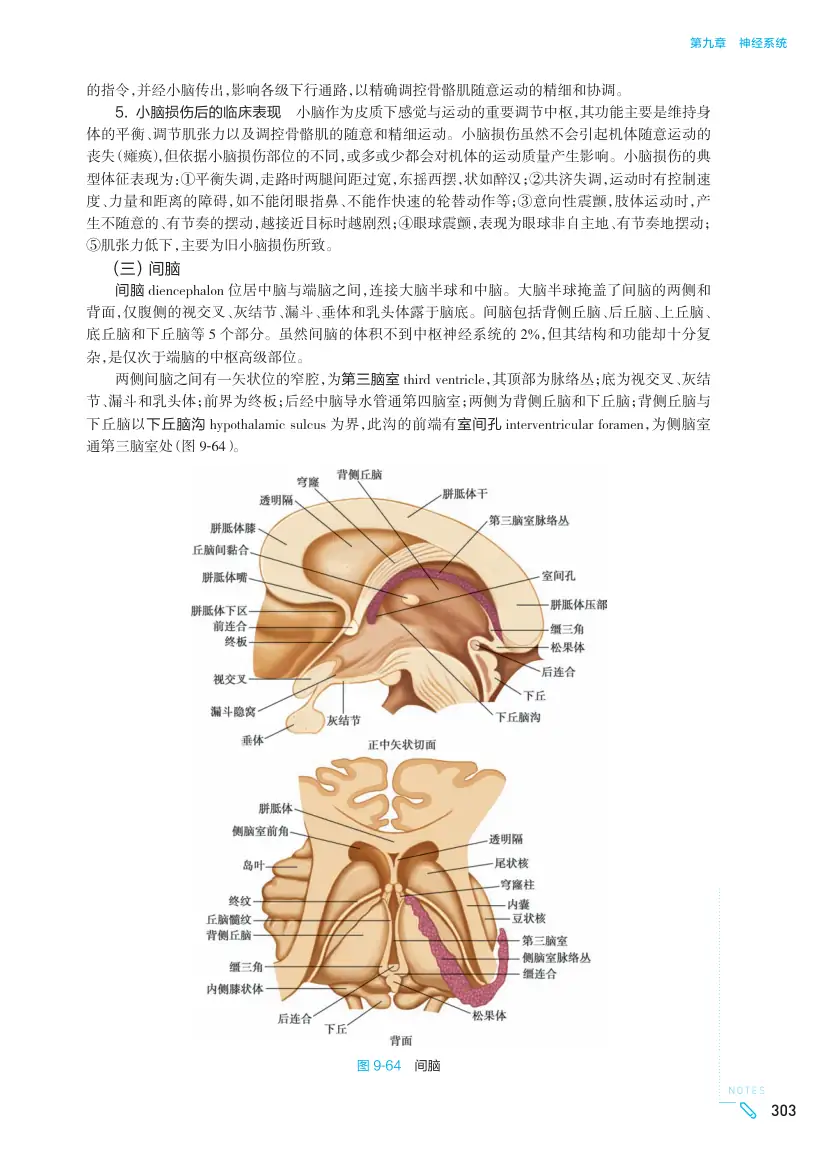 第九章 神经系统
的指令,并经小脑传出,影响各级下行通路,以精确调控骨骼肌随意运动的精细和协调。
5. 小脑损伤后的临床表现 小脑作为皮质下感觉与运动的重要调节中枢,其功能主要是维持身
体的平衡、调节肌张力以及调控骨骼肌的随意和精细运动。小脑损伤虽然不会引起机体随意运动的
丧失(瘫痪),但依据小脑损伤部位的不同,或多或少都会对机体的运动质量产生影响。小脑损伤的典
型体征表现为:①平衡失调,走路时两腿间距过宽,东摇西摆,状如醉汉;②共济失调,运动时有控制速
度、力量和距离的障碍,如不能闭眼指鼻、不能作快速的轮替动作等;③意向性震颤,肢体运动时,产
生不随意的、有节奏的摆动,越接近目标时越剧烈;④眼球震颤,表现为眼球非自主地、有节奏地摆动;
⑤肌张力低下,主要为旧小脑损伤所致。
(三)间脑
间脑 diencephalon 位居中脑与端脑之间,连接大脑半球和中脑。大脑半球掩盖了间脑的两侧和
背面,仅腹侧的视交叉、灰结节、漏斗、垂体和乳头体露于脑底。间脑包括背侧丘脑、后丘脑、上丘脑、
底丘脑和下丘脑等 5 个部分。虽然间脑的体积不到中枢神经系统的 2%,但其结构和功能却十分复
杂,是仅次于端脑的中枢高级部位。
两侧间脑之间有一矢状位的窄腔,为第三脑室 third ventricle,其顶部为脉络丛;底为视交叉、灰结
节、漏斗和乳头体;前界为终板;后经中脑导水管通第四脑室;两侧为背侧丘脑和下丘脑;背侧丘脑与
下丘脑以下丘脑沟 hypothalamic sulcus 为界,此沟的前端有室间孔 interventricular foramen,为侧脑室
通第三脑室处(图 9-64)。
背侧丘脑
穹窿
胼胝体干
透明隔
第三脑室脉络丛
胼胝体膝
丘脑间黏合
胼胝体嘴
室间孔
胼胝体下区
胼胝体压部
前连合
缰三角
终板
松果体
后连合
视交叉
下丘
漏斗隐窝
灰结节
下丘脑沟
垂体
正中矢状切面
胼胝体
侧脑室前角
透明隔
岛叶
尾状核
穹窿柱
终纹
内囊
丘脑髓纹
豆状核
背侧丘脑
第三脑室
侧脑室脉络丛
缰三角
缰连合
内侧膝状体
后连合
松果体
下丘
背面
图 9-64 间脑
NOTES
303